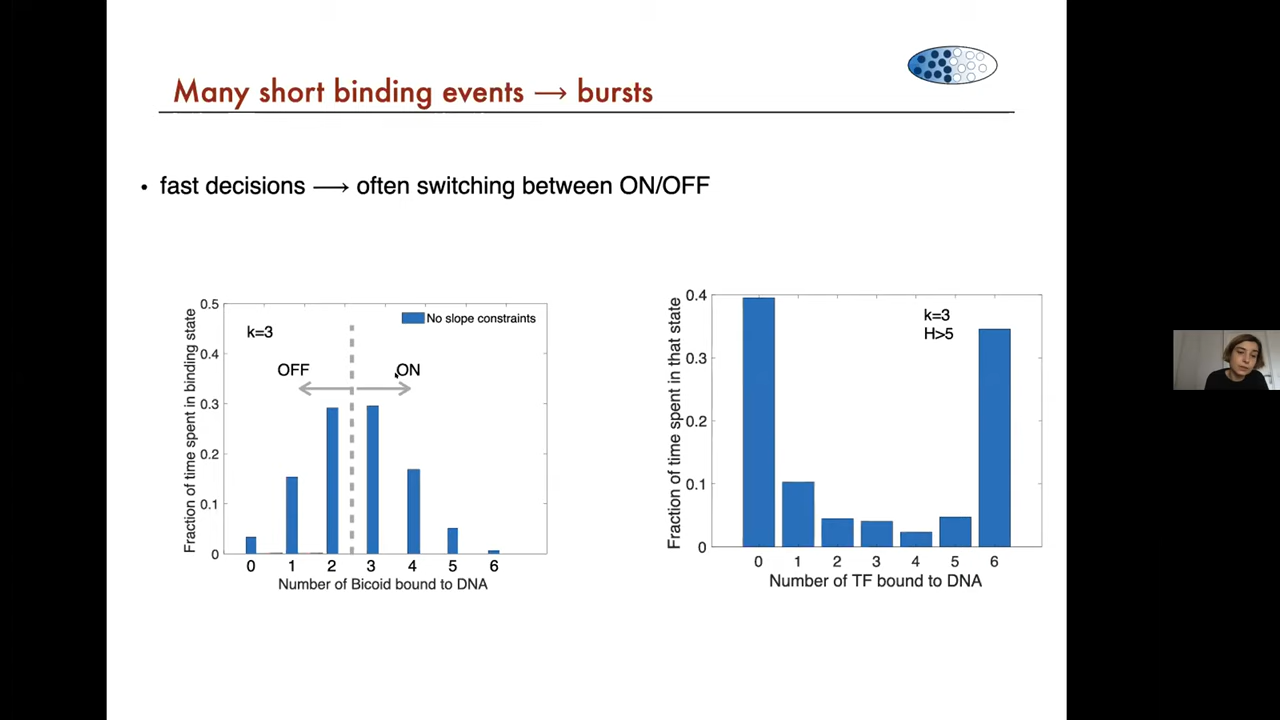 Many short binding events → bursts
• fast decisions → often switching between ON/OFF
0.5
0.4
0.3
0.2
0.1
0
Fraction of time spent in binding state
k=3
No slope constraints
OFF
ON
0 1 2 3 4 5 6
Number of Bicoid bound to DNA
0.4
0.3
0.2
0.1
0
Fraction of time spent in that state
k=3
H>5
0 1 2 3 4 5 6
Number of TF bound to DNA